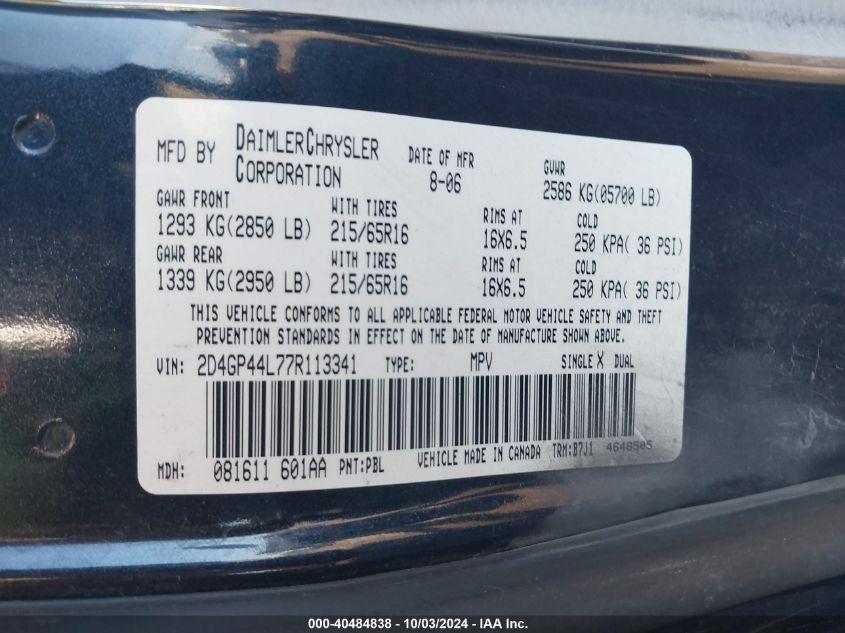 MFD BY DAIMLERCHRYSLER CORPORATION DATE OF MFR 8-06 GVWR 2586 KG(05700 LB)
GAWR FRONT WITH TIRES RIMS AT COLD
1293 KG(2850 LB) 215/65R16 16X6.5 250 KPA( 36 PSI)
GAWR REAR WITH TIRES RIMS AT COLD
1339 KG(2950 LB) 215/65R16 16X6.5 250 KPA( 36 PSI)
THIS VEHICLE CONFORMS TO ALL APPLICABLE FEDERAL MOTOR VEHICLE SAFETY AND THEFT
PREVENTION STANDARDS IN EFFECT ON THE DATE OF MANUFACTURE SHOWN ABOVE.
VIN: 2D4GP44L77R113341 TYPE: MPV SINGLE X DUAL
MDH: 081611 601AA PNT:PBL VEHICLE MADE IN CANADA TRM:B7J1 4648505
000-40484838 - 10/03/2024 - IAA Inc.